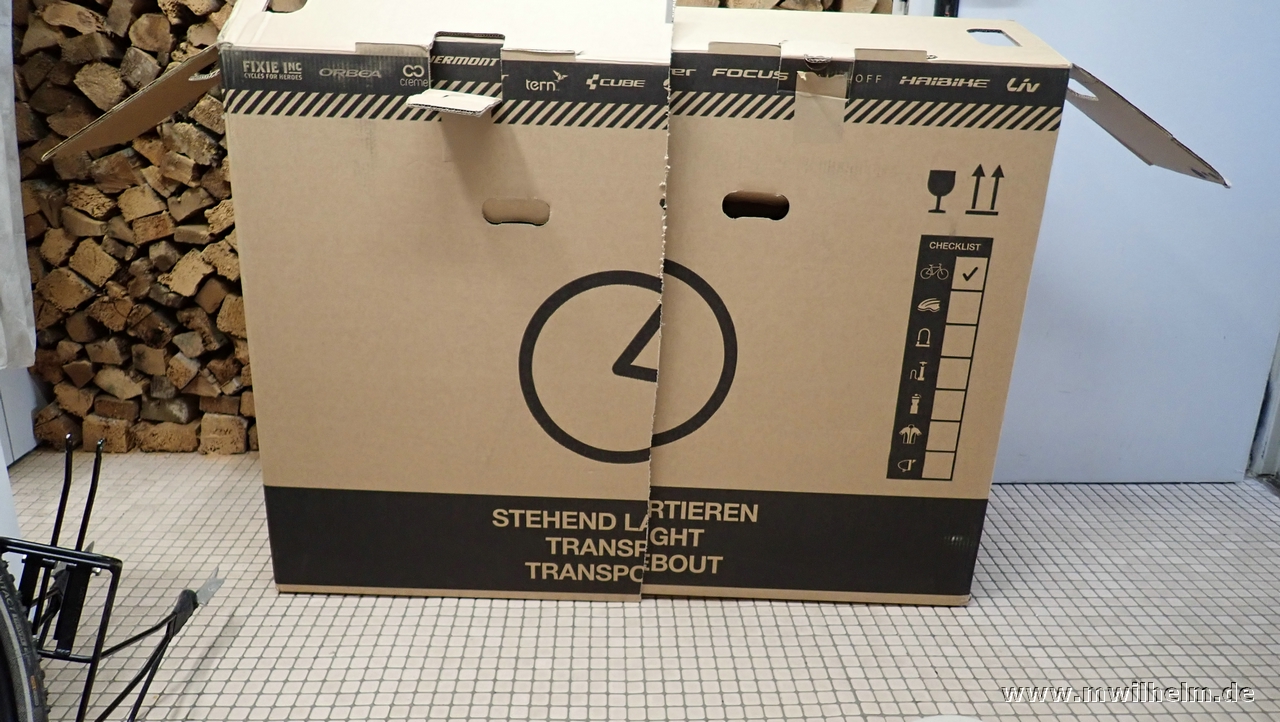 FIXIE INC
CYCLES FOR HEROES
ORBEA
creme
ERMONT
tern
CUBE
er
FOCUS
HOFF
HAIBIKE
Liv
CHECKLIST
STEHEND LA RTIEREN
TRANSP GHT
TRANSPO EBOUT
www.mwilhelm.de